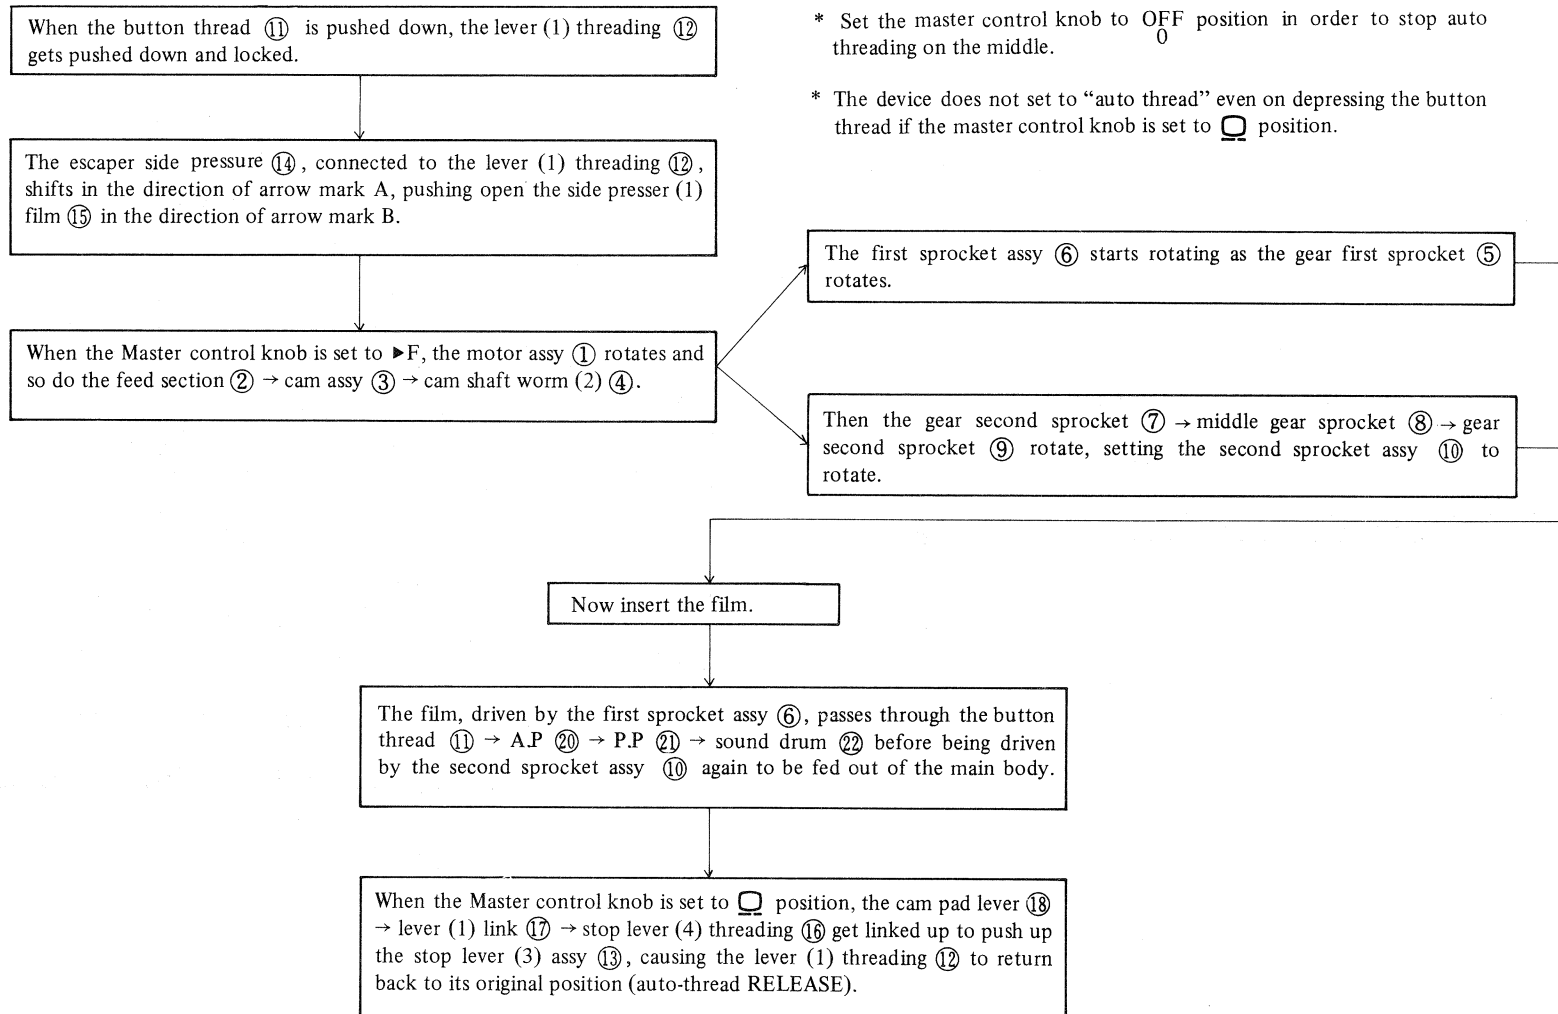 When the button thread ⑪ is pushed down, the lever (1) threading ⑫
gets pushed down and locked.
* Set the master control knob to OFF position in order to stop auto
0
threading on the middle.
* The device does not set to “auto thread” even on depressing the button
thread if the master control knob is set to position.
The escaper side pressure ⑭, connected to the lever (1) threading ⑫,
shifts in the direction of arrow mark A, pushing open the side presser (1)
film ⑮ in the direction of arrow mark B.
When the Master control knob is set to ▶F, the motor assy ① rotates and
so do the feed section ② → cam assy ③ → cam shaft worm (2) ④.
The first sprocket assy ⑥ starts rotating as the gear first sprocket ⑤
rotates.
Then the gear second sprocket ⑦ → middle gear sprocket ⑧ → gear
second sprocket ⑨ rotate, setting the second sprocket assy ⑩ to
rotate.
Now insert the film.
The film, driven by the first sprocket assy ⑥, passes through the button
thread ⑪ → A.P ⑳ → P.P ㉑ → sound drum ㉒ before being driven
by the second sprocket assy ⑩ again to be fed out of the main body.
When the Master control knob is set to position, the cam pad lever ⑱
→ lever (1) link ⑰ → stop lever (4) threading ⑯ get linked up to push up
the stop lever (3) assy ⑬, causing the lever (1) threading ⑫ to return
back to its original position (auto-thread RELEASE).